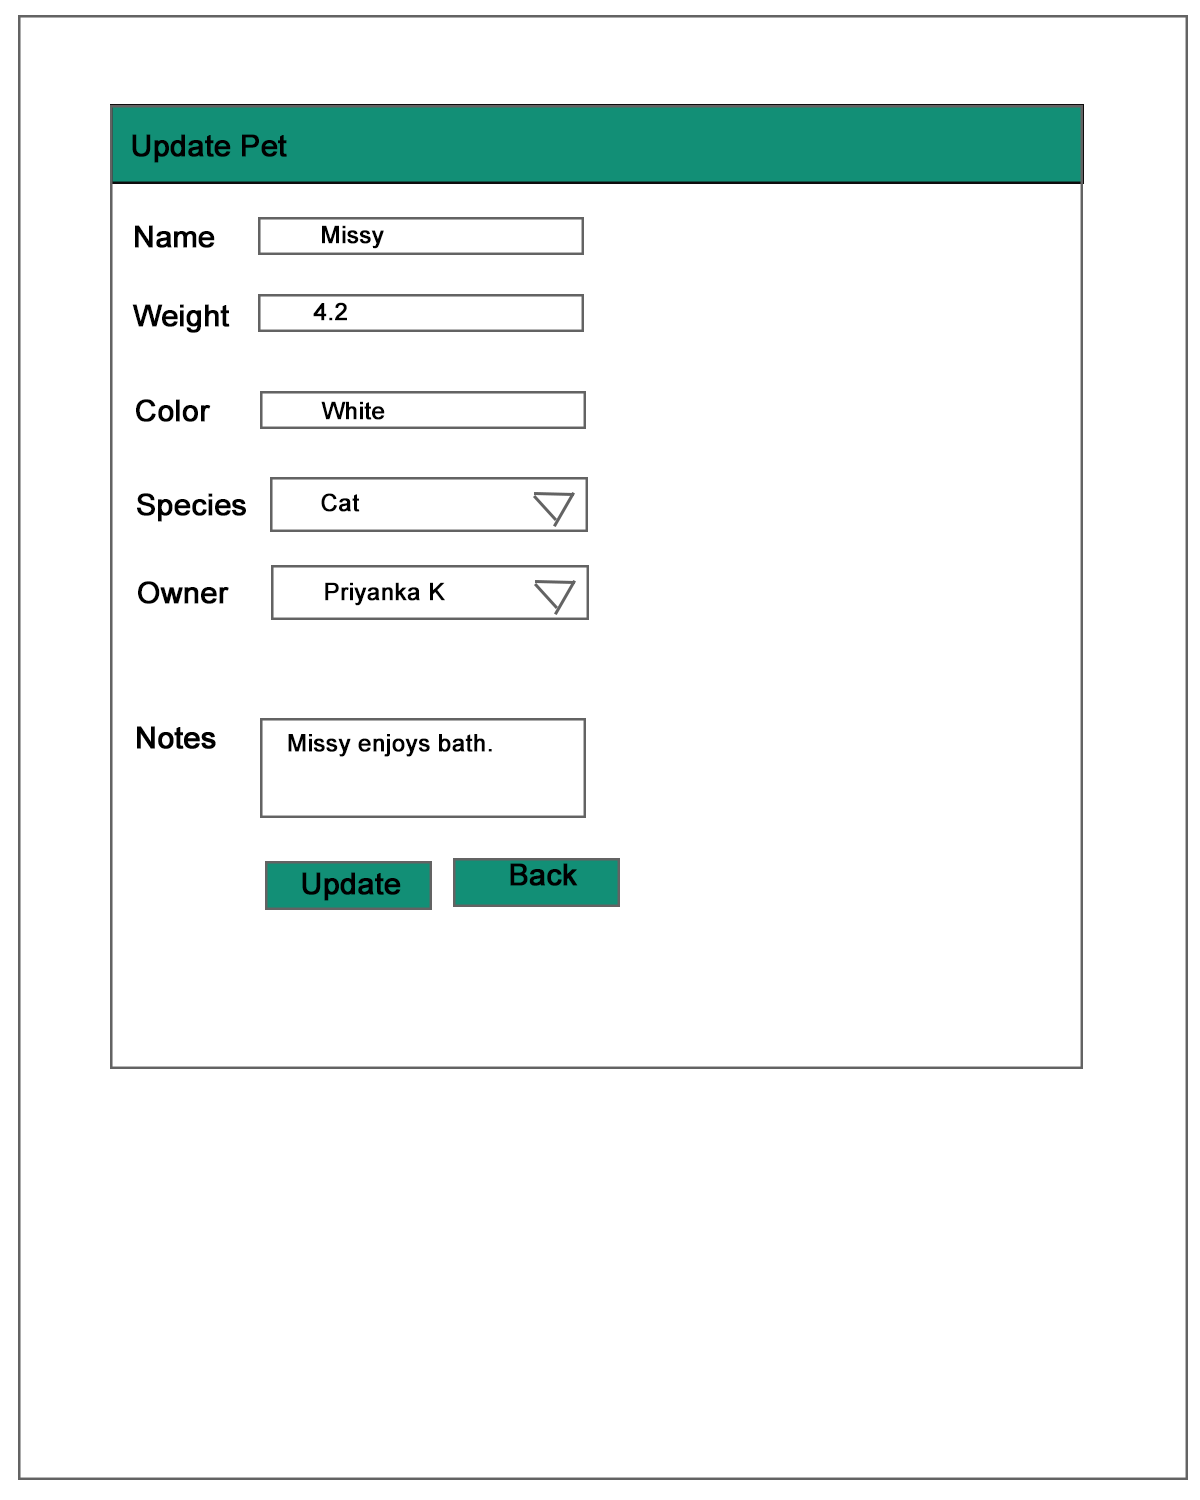 Update Pet
Name Missy
Weight 4.2
Color White
Species Cat
Owner Priyanka K
Notes Missy enjoys bath.
Update Back